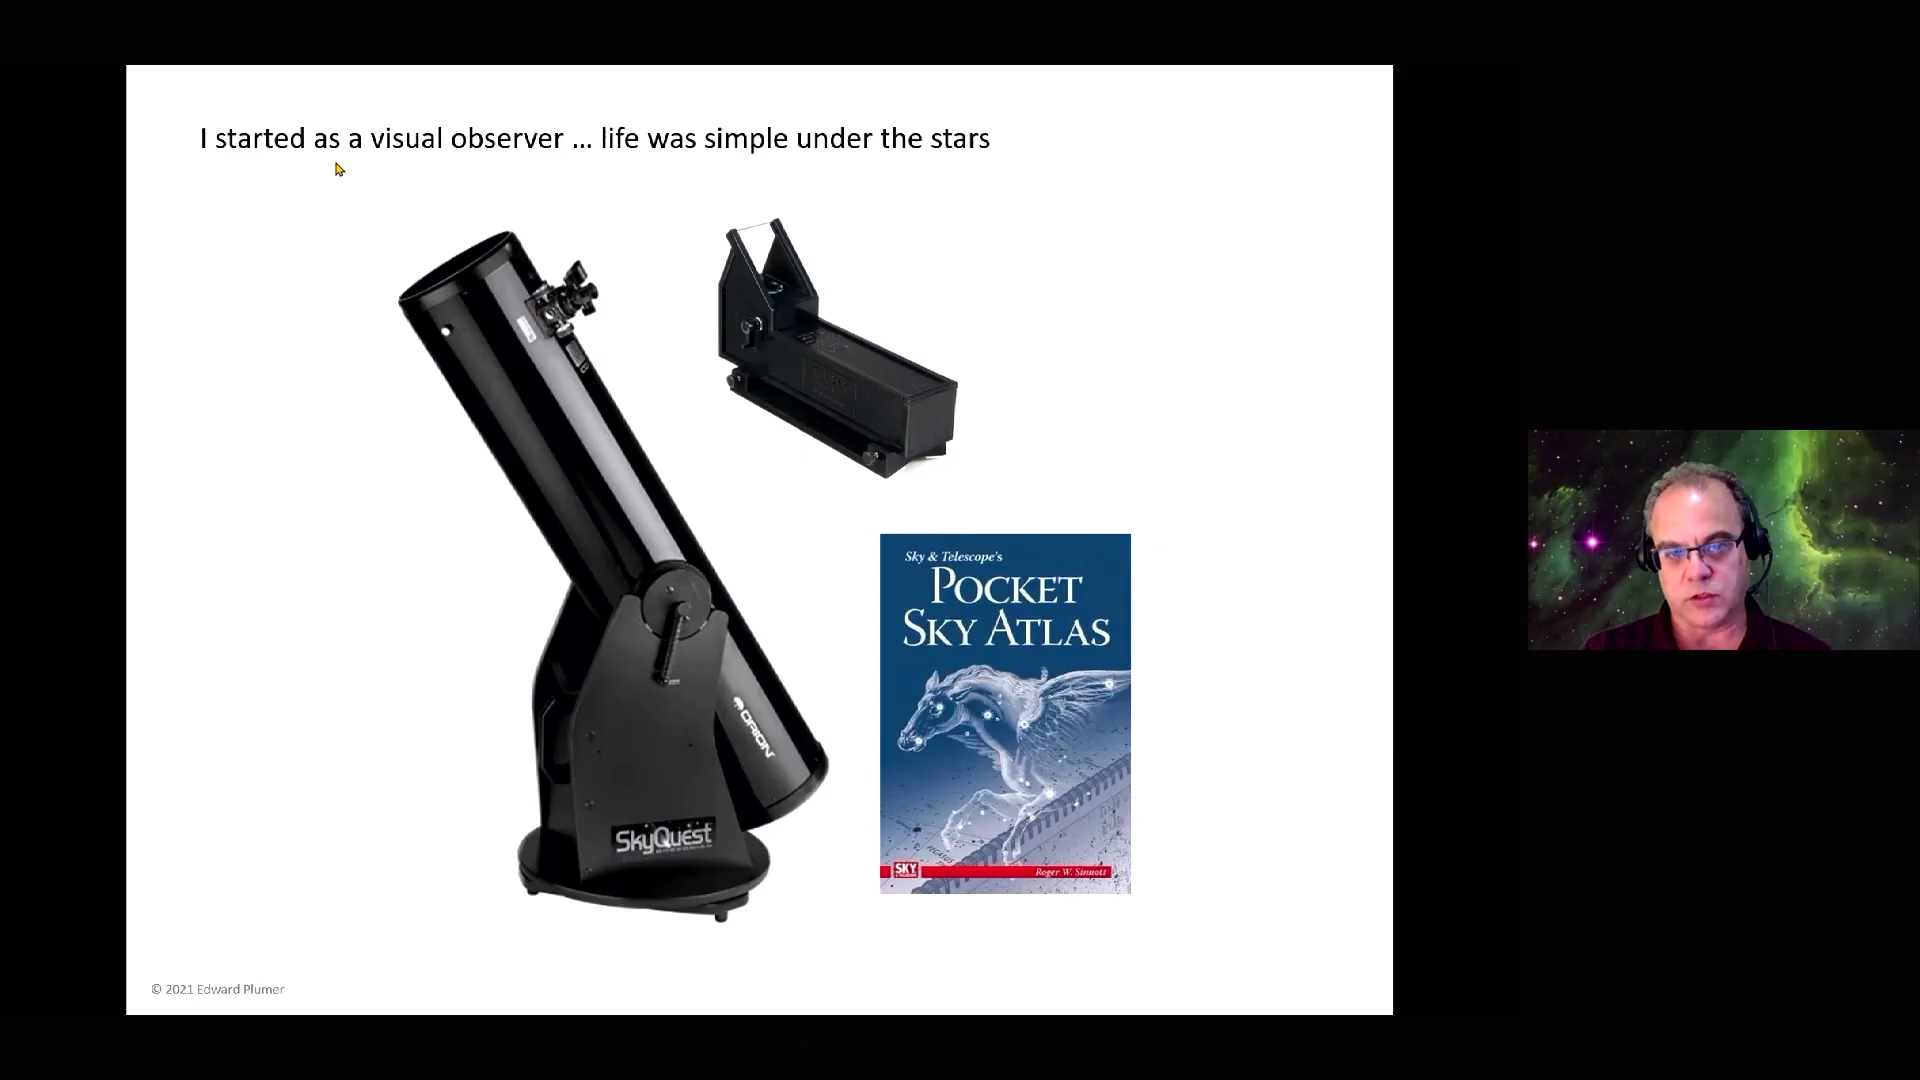 I started as a visual observer ... life was simple under the stars
ORION
SkyQuest
Sky & Telescope's
POCKET
SKY ATLAS
PEGASUS
SKY
Roger W. Sinnott
© 2021 Edward Plumer